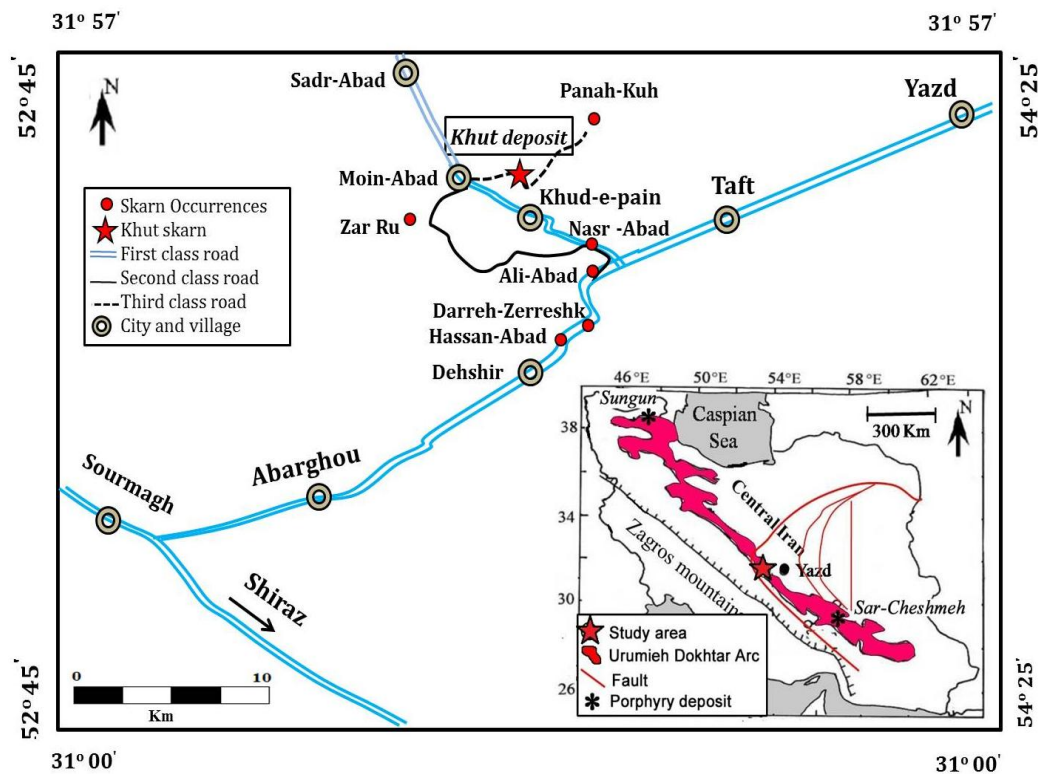 31° 57'
31° 57'
52° 45'
54° 25'
N
Sadr-Abad
Panah-Kuh
Yazd
Khut deposit
Moin-Abad
Khud-e-pain
Taft
Zar Ru
Nasr -Abad
Ali-Abad
Skarn Occurrences
Khut skarn
First class road
Second class road
Third class road
City and village
Darreh-Zerreshk
Hassan-Abad
Dehshir
Abarghou
Sourmagh
Shiraz
0 10
Km
46°E 50°E 54°E 58°E 62°E
Sungun
Caspian
Sea
300 Km
N
38
34
30
26
Central Iran
Zagros mountain
Yazd
Sar-Cheshmeh
Study area
Urumieh Dokhtar Arc
Fault
Porphyry deposit
52° 45'
54° 25'
31° 00'
31° 00'